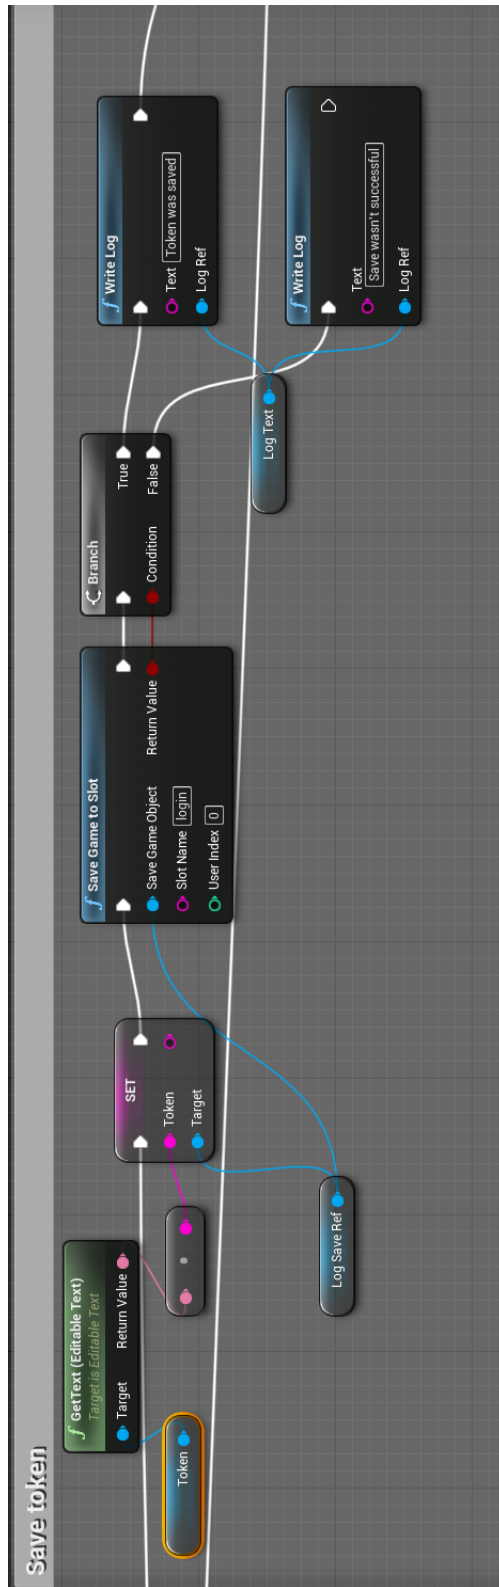 Save token
GetText (Editable Text)
Target is Editable Text
Target
Return Value
Token
SET
Token
Target
Log Save Ref
Save Game to Slot
Save Game Object
Return Value
Slot Name login
User Index 0
Branch
True
Condition
False
Log Text
Write Log
Text
Token was saved
Log Ref
Write Log
Text
Save wasn't successful
Log Ref